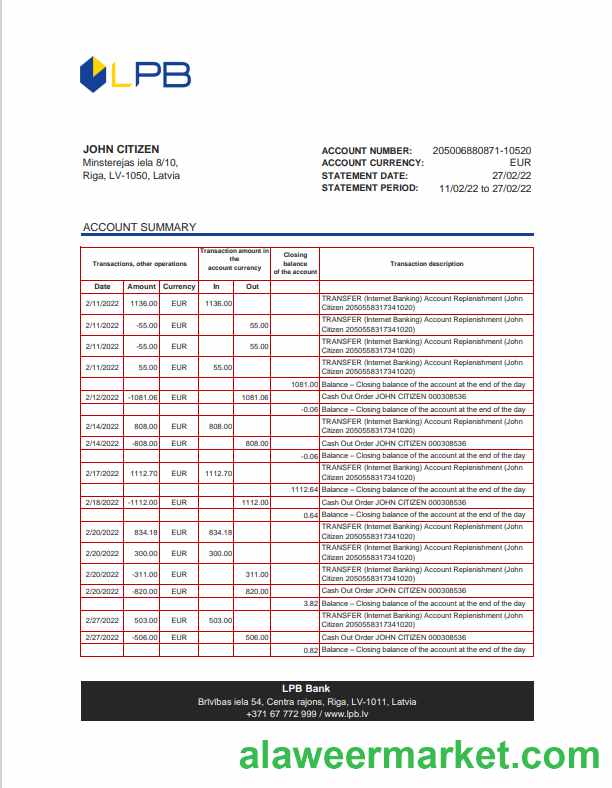 LPB
JOHN CITIZEN
Minsterejas iela 8/10,
Riga, LV-1050, Latvia
ACCOUNT NUMBER: 205006880871-10520
ACCOUNT CURRENCY: EUR
STATEMENT DATE: 27/02/22
STATEMENT PERIOD: 11/02/22 to 27/02/22
ACCOUNT SUMMARY
Transactions, other operations
Transaction amount in
the
account currency
Closing
balance
of the account
Transaction description
Date Amount Currency In Out
2/11/2022 1136.00 EUR 1136.00 TRANSFER (Internet Banking) Account Replenishment (John
Citizen 2050558317341020)
2/11/2022 -55.00 EUR 55.00 TRANSFER (Internet Banking) Account Replenishment (John
Citizen 2050558317341020)
2/11/2022 -55.00 EUR 55.00 TRANSFER (Internet Banking) Account Replenishment (John
Citizen 2050558317341020)
2/11/2022 55.00 EUR 55.00 TRANSFER (Internet Banking) Account Replenishment (John
Citizen 2050558317341020)
1081.00 Balance – Closing balance of the account at the end of the day
2/12/2022 -1081.06 EUR 1081.06 Cash Out Order JOHN CITIZEN 000308536
-0.06 Balance – Closing balance of the account at the end of the day
2/14/2022 808.00 EUR 808.00 TRANSFER (Internet Banking) Account Replenishment (John
Citizen 2050558317341020)
2/14/2022 -808.00 EUR 808.00 Cash Out Order JOHN CITIZEN 000308536
-0.06 Balance – Closing balance of the account at the end of the day
2/17/2022 1112.70 EUR 1112.70 TRANSFER (Internet Banking) Account Replenishment (John
Citizen 2050558317341020)
1112.64 Balance – Closing balance of the account at the end of the day
2/18/2022 -1112.00 EUR 1112.00 Cash Out Order JOHN CITIZEN 000308536
0.64 Balance – Closing balance of the account at the end of the day
2/20/2022 834.18 EUR 834.18 TRANSFER (Internet Banking) Account Replenishment (John
Citizen 2050558317341020)
2/20/2022 300.00 EUR 300.00 TRANSFER (Internet Banking) Account Replenishment (John
Citizen 2050558317341020)
2/20/2022 -311.00 EUR 311.00 TRANSFER (Internet Banking) Account Replenishment (John
Citizen 2050558317341020)
2/20/2022 -820.00 EUR 820.00 Cash Out Order JOHN CITIZEN 000308536
3.82 Balance – Closing balance of the account at the end of the day
2/27/2022 503.00 EUR 503.00 TRANSFER (Internet Banking) Account Replenishment (John
Citizen 2050558317341020)
2/27/2022 -506.00 EUR 506.00 Cash Out Order JOHN CITIZEN 000308536
0.82 Balance – Closing balance of the account at the end of the day
LPB Bank
Brīvības iela 54, Centra rajons, Riga, LV-1011, Latvia
+371 67 772 999 / www.lpb.lv
alaweermarket.com